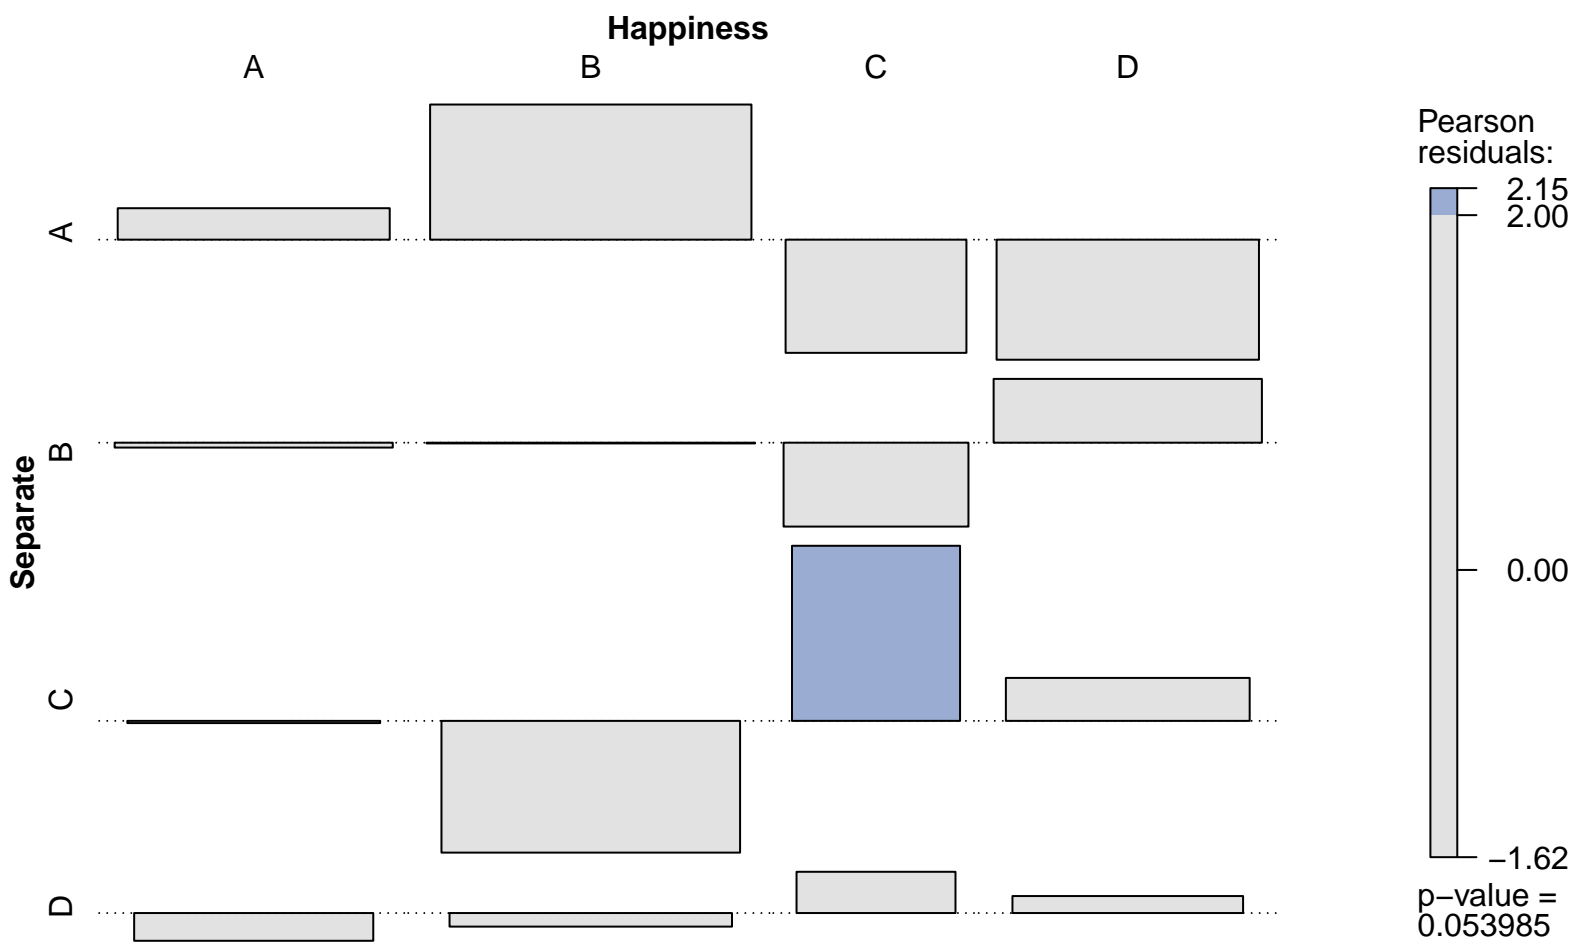 Happiness
A
B
C
D
Separate
A
B
C
D
Pearson
residuals:
2.15
2.00
0.00
−1.62
p−value =
0.053985